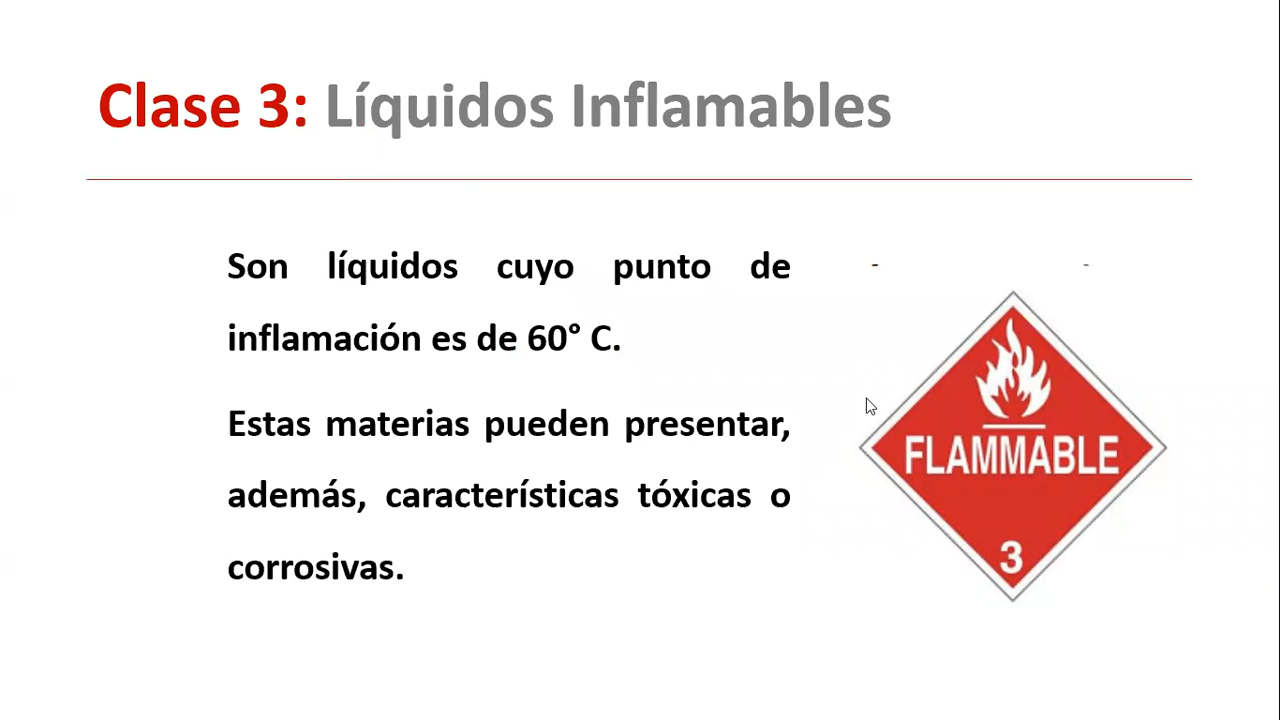 Clase 3: Líquidos Inflamables
Son líquidos cuyo punto de
inflamación es de 60° C.
Estas materias pueden presentar,
además, características tóxicas o
corrosivas.
FLAMMABLE
3